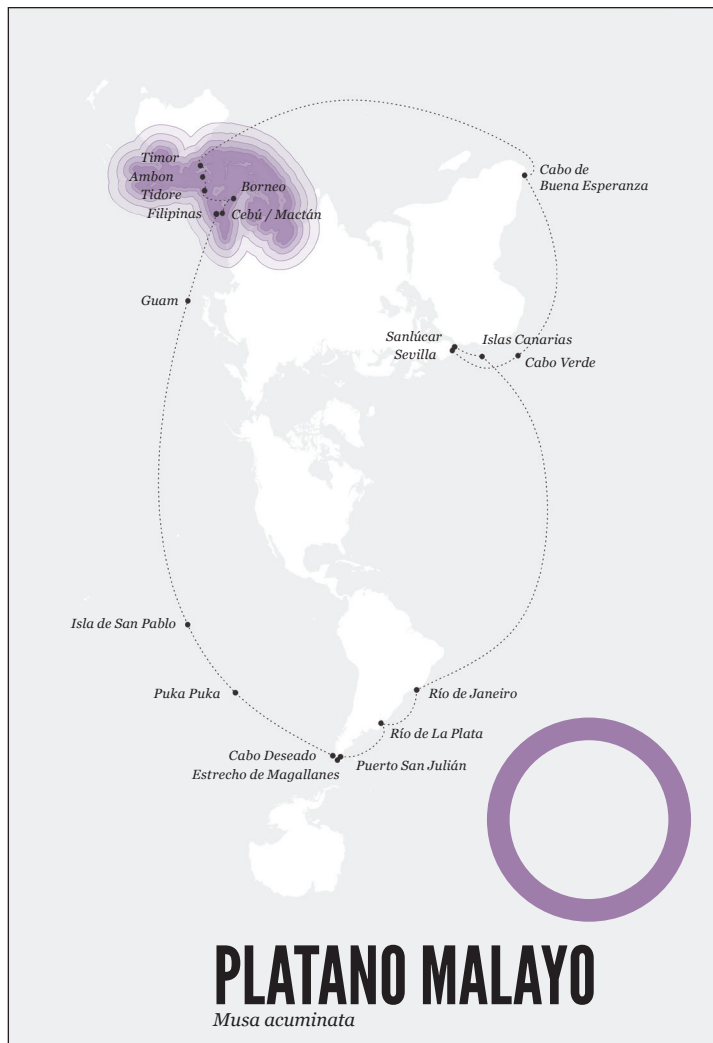 Timor
Ambon
Tidore
Filipinas
Borneo
Cebú / Mactán
Cabo de
Buena Esperanza
Guam
Sanlúcar
Sevilla
Islas Canarias
Cabo Verde
Isla de San Pablo
Puka Puka
Río de Janeiro
Río de La Plata
Cabo Deseado
Estrecho de Magallanes
Puerto San Julián
PLATANO MALAYO
Musa acuminata